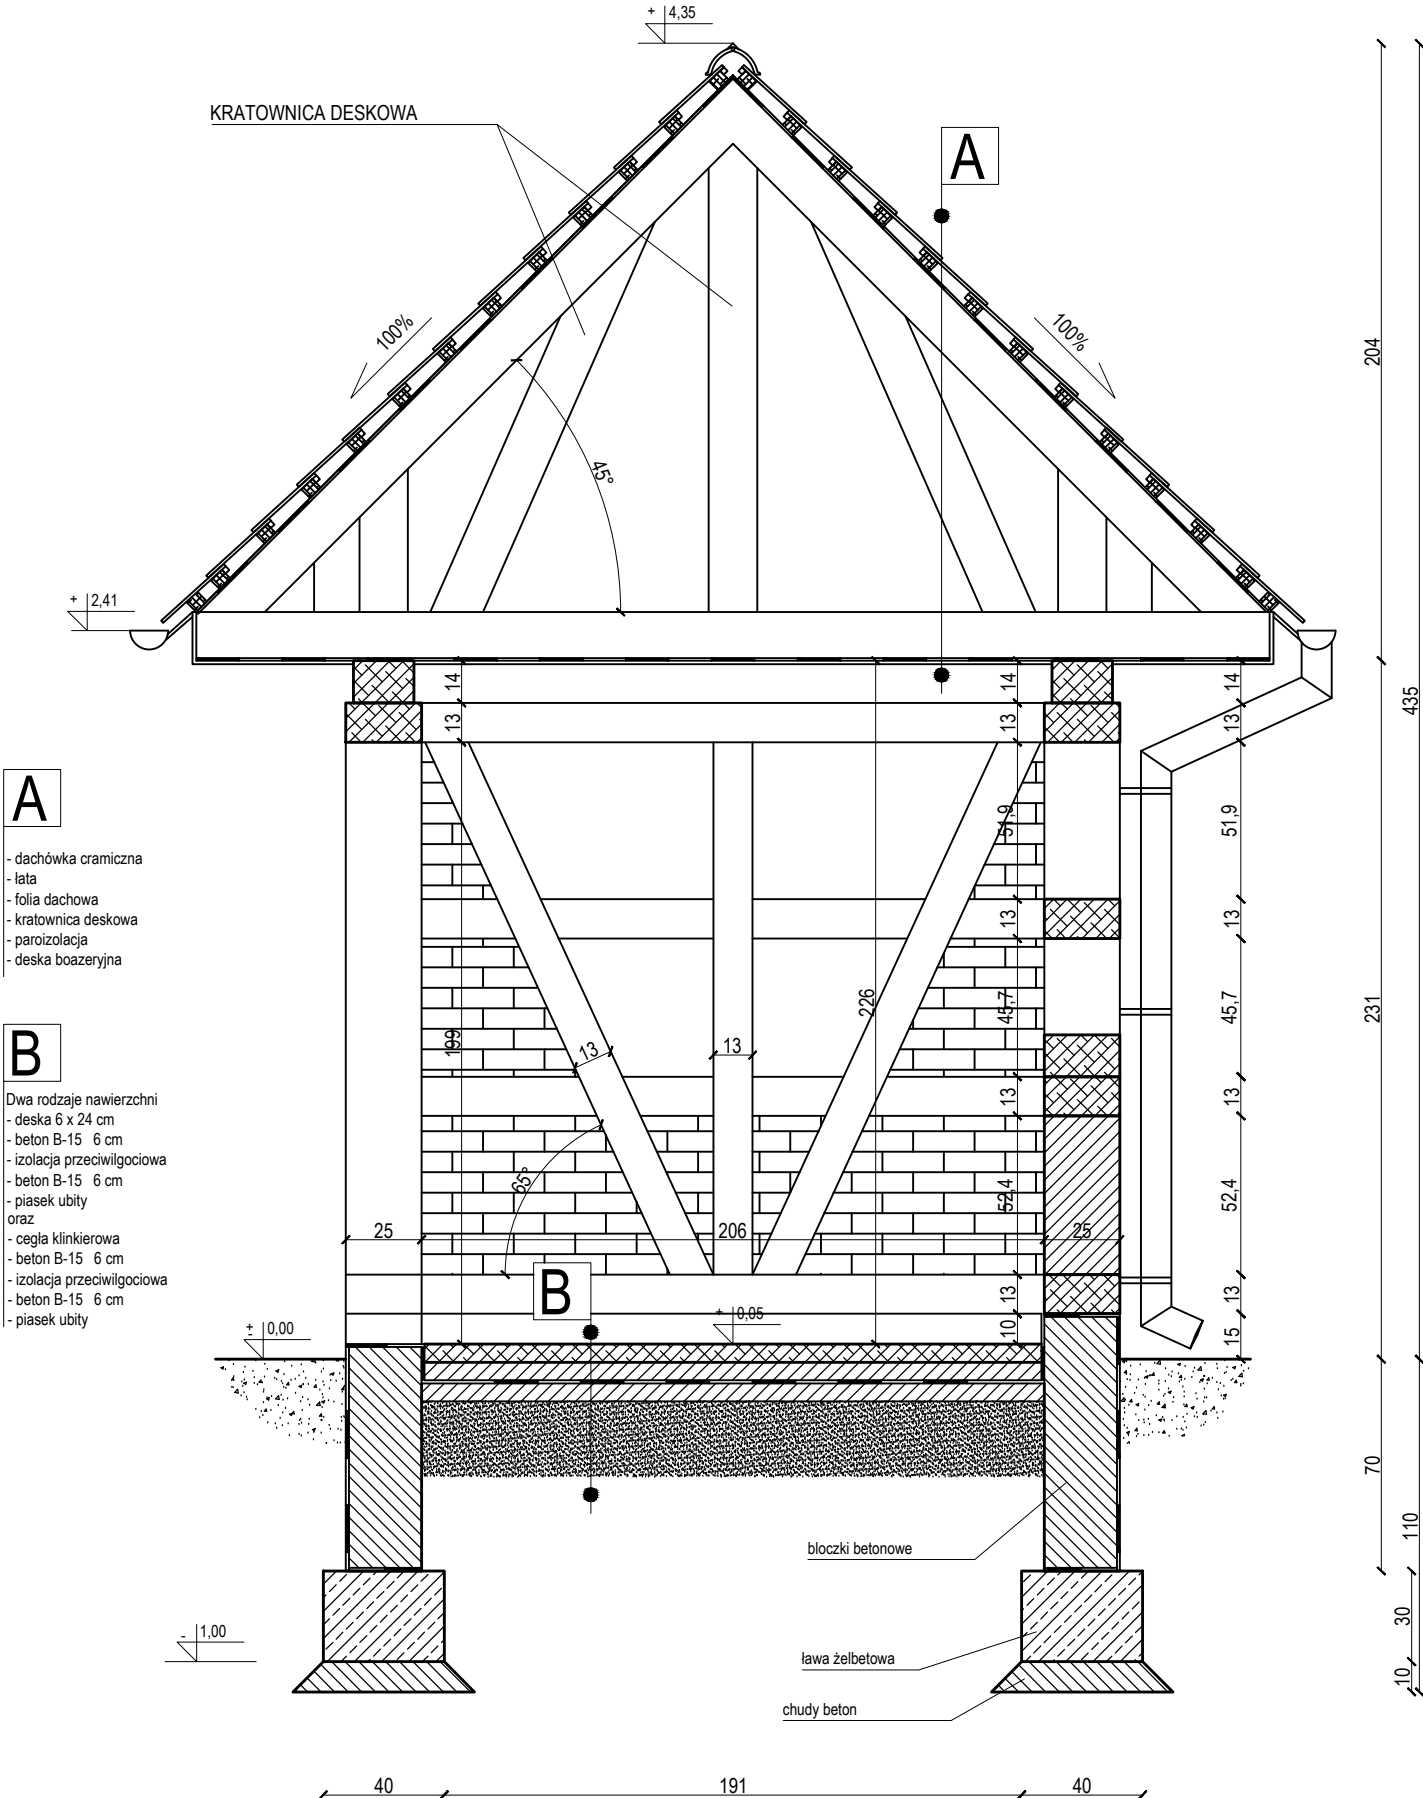 + 4,35
KRATOWNICA DESKOWA
A
100%
100%
204
45°
+ 2,41
14
14
14
13
13
13
435
A
- dachówka cramiczna
- łata
- folia dachowa
- kratownica deskowa
- paroizolacja
- deska boazeryjna
51,9
51,9
13
13
226
45,7
45,7
231
199
13
13
13
13
B
Dwa rodzaje nawierzchni
- deska 6 x 24 cm
- beton B-15 6 cm
- izolacja przeciwilgociowa
- beton B-15 6 cm
- piasek ubity
oraz
- cegła klinkierowa
- beton B-15 6 cm
- izolacja przeciwilgociowa
- beton B-15 6 cm
- piasek ubity
65°
52,4
52,4
25
206
25
B
13
13
+ 0,05
10
15
± 0,00
70
110
bloczki betonowe
30
- 1,00
ława żelbetowa
10
chudy beton
40
191
40